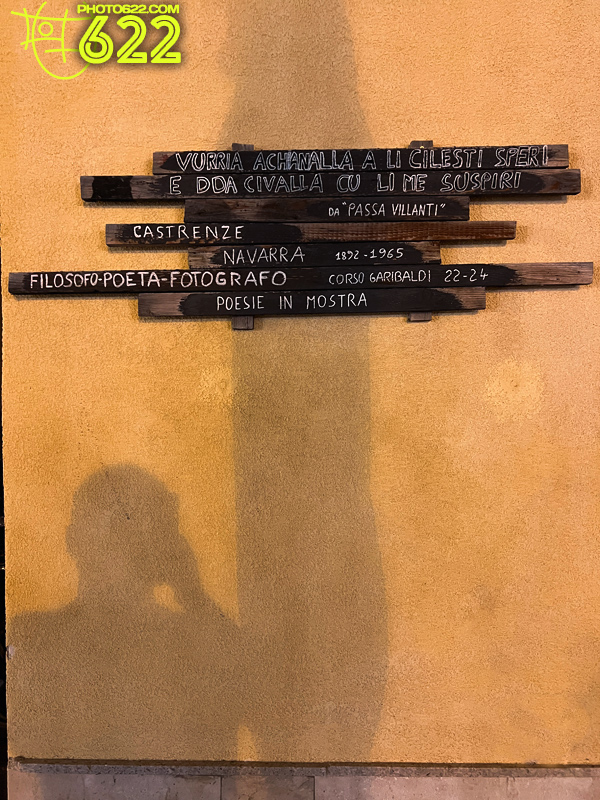 PHOTO622.COM
622
VURRIA ACHIANALLA A LI CILESTI SPERI
E DDA CIVALLA CU LI ME SUSPIRI
DA "PASSA VILLANTI"
CASTRENZE
NAVARRA 1892-1965
FILOSOFO-POETA-FOTOGRAFO CORSO GARIBALDI 22-24
POESIE IN MOSTRA